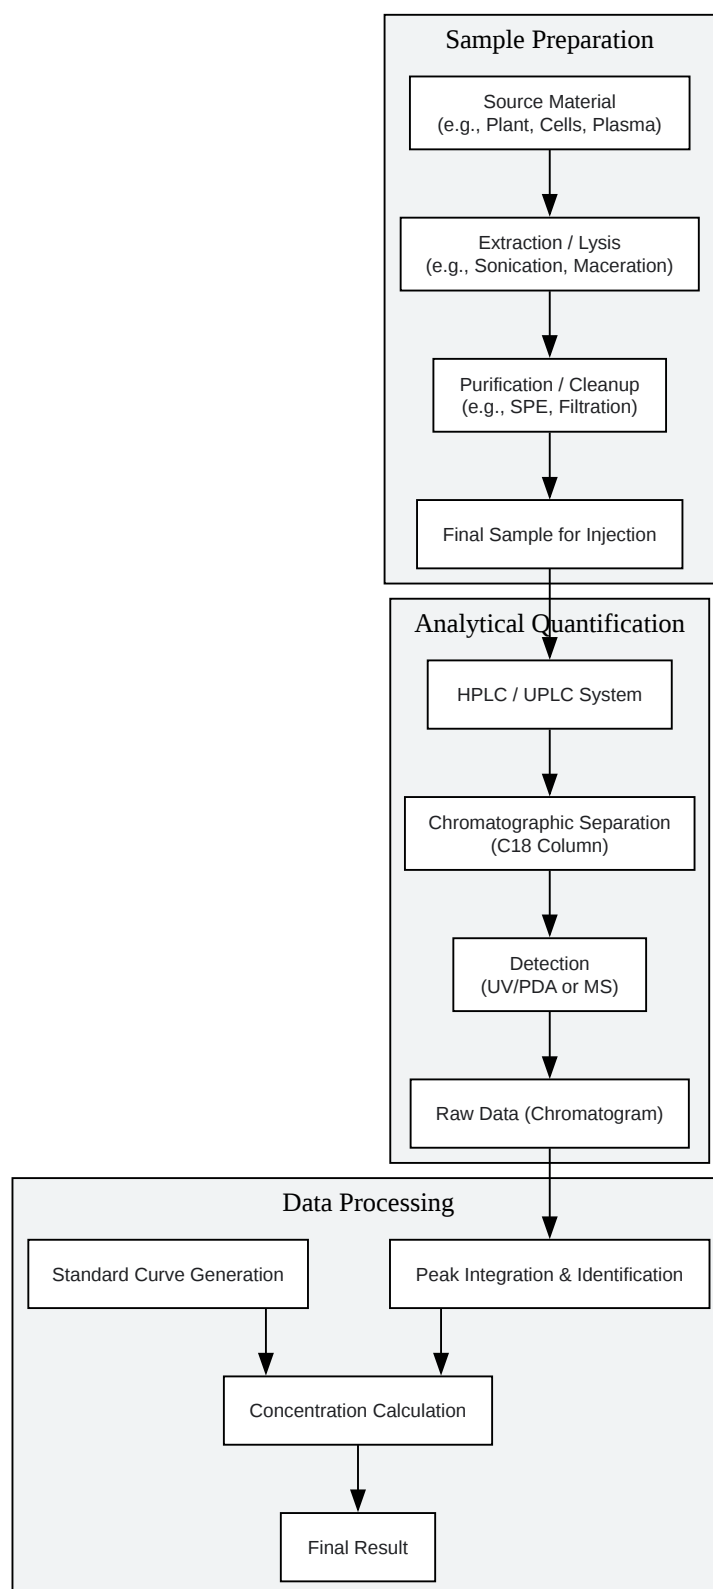 Sample Preparation
Source Material
(e.g., Plant, Cells, Plasma)
Extraction / Lysis
(e.g., Sonication, Maceration)
Purification / Cleanup
(e.g., SPE, Filtration)
Final Sample for Injection
Analytical Quantification
HPLC / UPLC System
Chromatographic Separation
(C18 Column)
Detection
(UV/PDA or MS)
Raw Data (Chromatogram)
Data Processing
Standard Curve Generation
Peak Integration & Identification
Concentration Calculation
Final Result